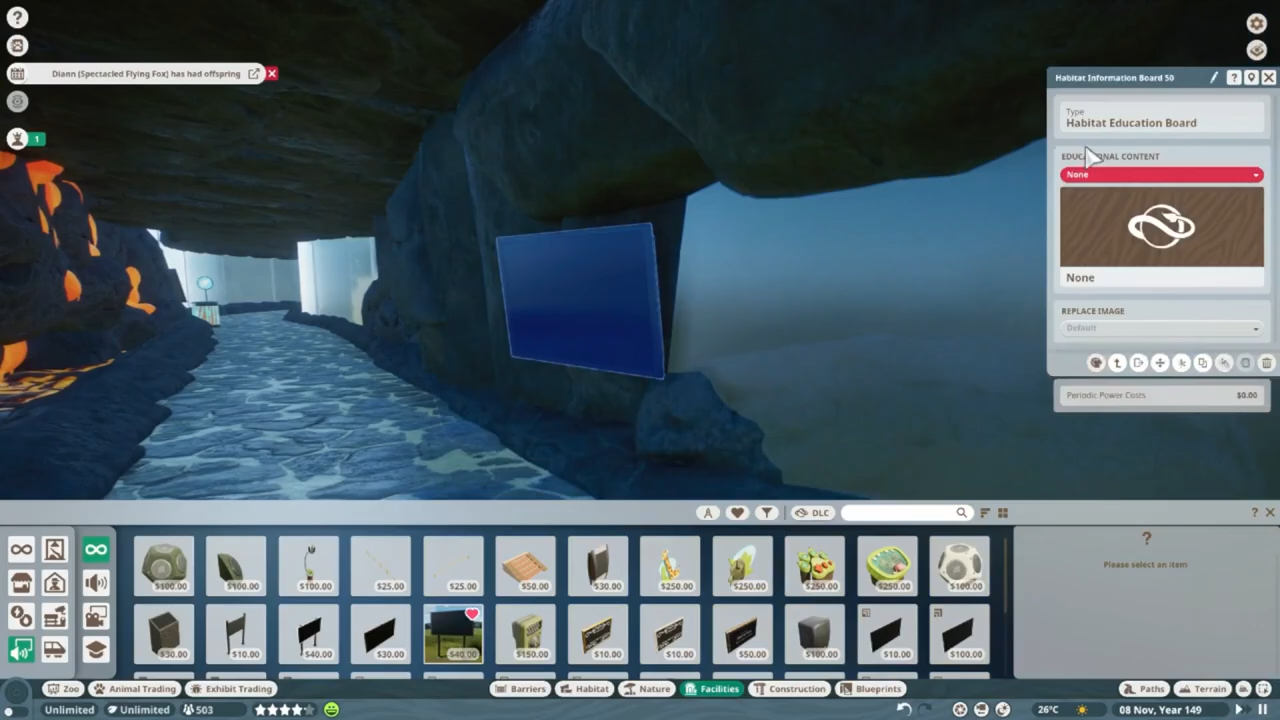 ?
Diann (Spectacled Flying Fox) has had offspring
1
Habitat Information Board 50
?
Type
Habitat Education Board
EDUCATIONAL CONTENT
None
None
REPLACE IMAGE
Default
Periodic Power Costs $0.00
DLC
?
$100.00 $100.00 $100.00 $25.00 $25.00 $50.00 $30.00 $250.00 $250.00 $250.00 $250.00 $100.00
?
Please select an item
$30.00 $10.00 $40.00 $30.00 $40.00 $150.00 $10.00 $10.00 $50.00 $100.00 $10.00 $100.00
Zoo Animal Trading Exhibit Trading Barriers Habitat Nature Facilities Construction Blueprints Paths Terrain
Unlimited Unlimited 503 26°C 08 Nov, Year 149